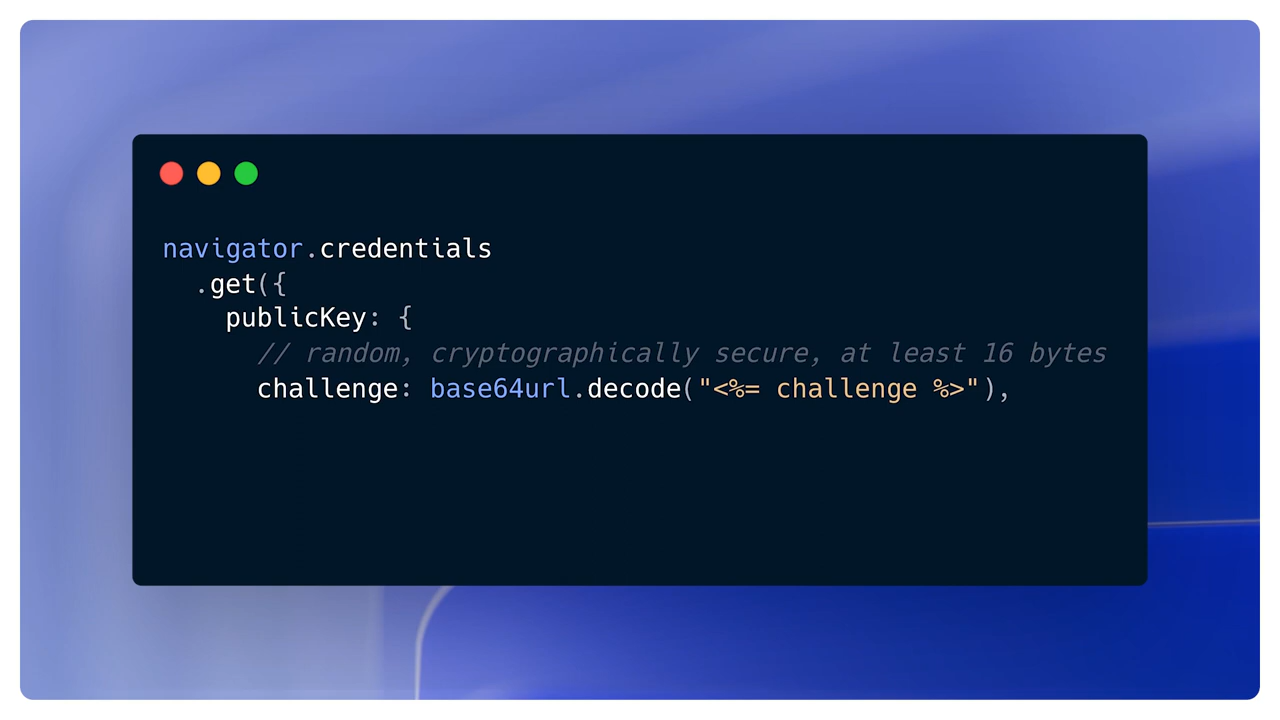 navigator.credentials
.get({
publicKey: {
// random, cryptographically secure, at least 16 bytes
challenge: base64url.decode("<%= challenge %>"),